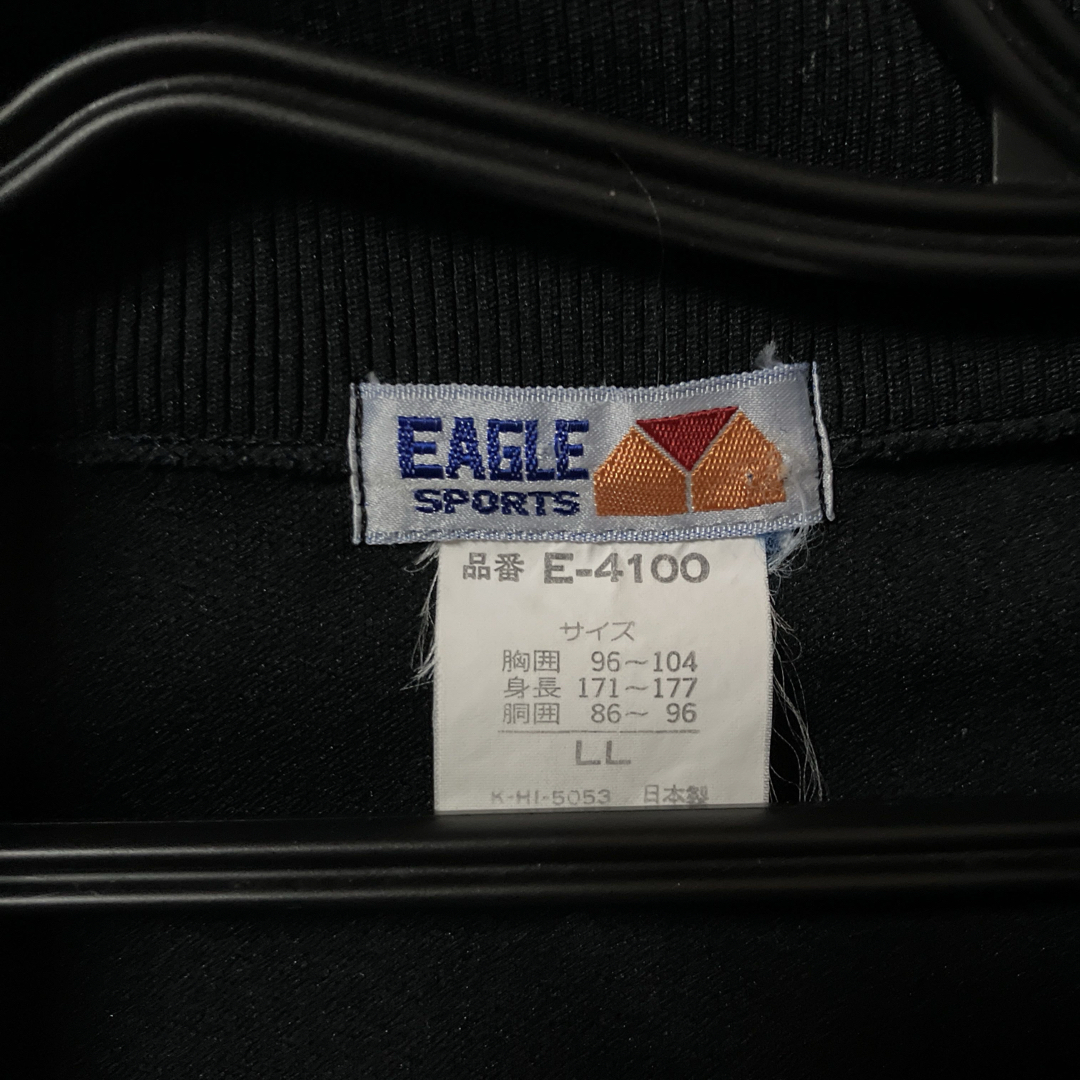 EAGLE
SPORTS
品番 E-4100
サイズ
胸囲 96～104
身長 171～177
胴囲 86～ 96
LL
K-HI-5053 日本製